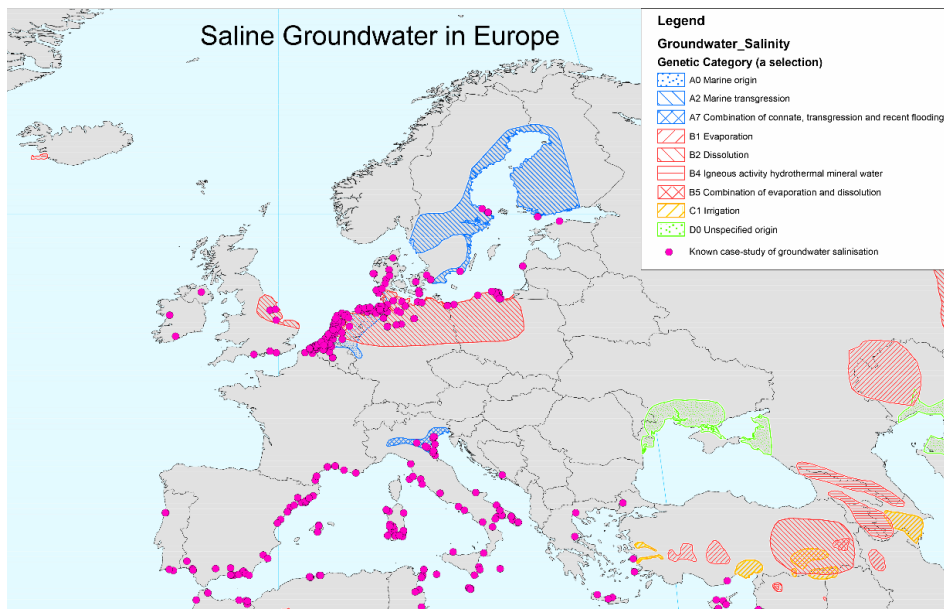 Saline Groundwater in Europe
Legend
Groundwater_Salinity
Genetic Category (a selection)
A0 Marine origin
A2 Marine transgression
A7 Combination of connate, transgression and recent flooding
B1 Evaporation
B2 Dissolution
B4 Igneous activity hydrothermal mineral water
B5 Combination of evaporation and dissolution
C1 Irrigation
D0 Unspecified origin
Known case-study of groundwater salinisation